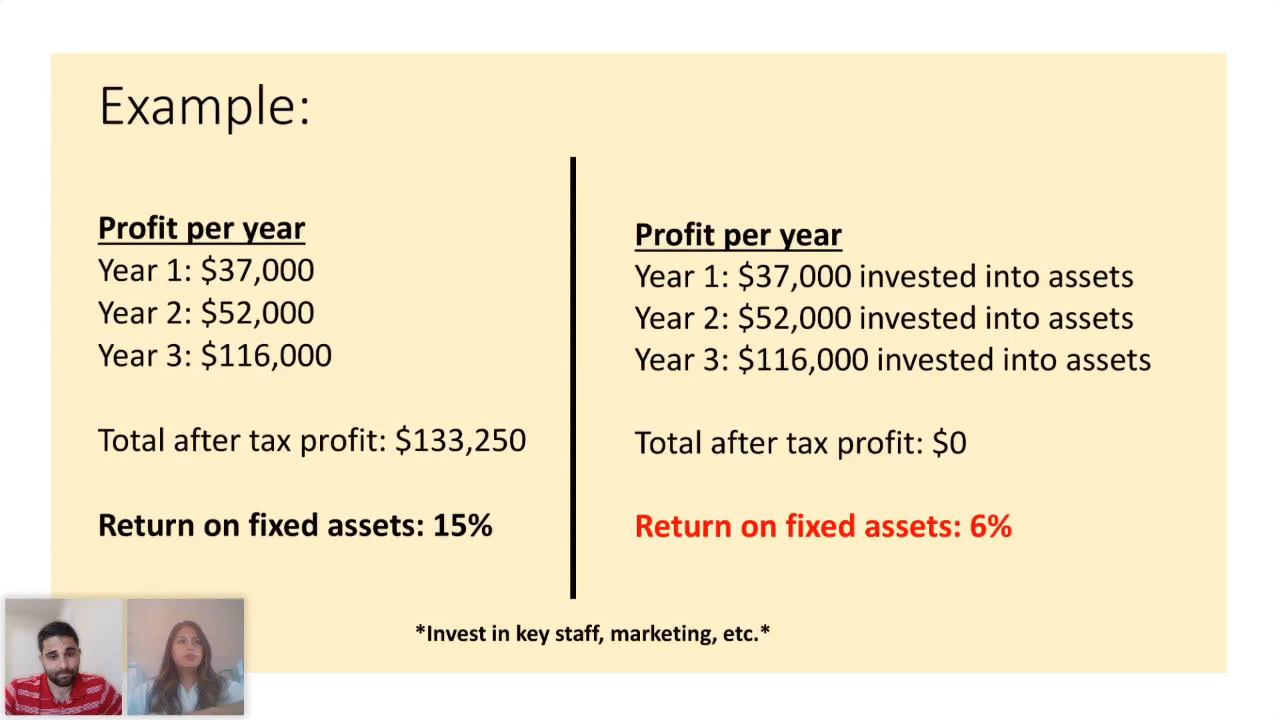 Example:
Profit per year
Year 1: $37,000
Year 2: $52,000
Year 3: $116,000
Total after tax profit: $133,250
Return on fixed assets: 15%
Profit per year
Year 1: $37,000 invested into assets
Year 2: $52,000 invested into assets
Year 3: $116,000 invested into assets
Total after tax profit: $0
Return on fixed assets: 6%
*Invest in key staff, marketing, etc.*